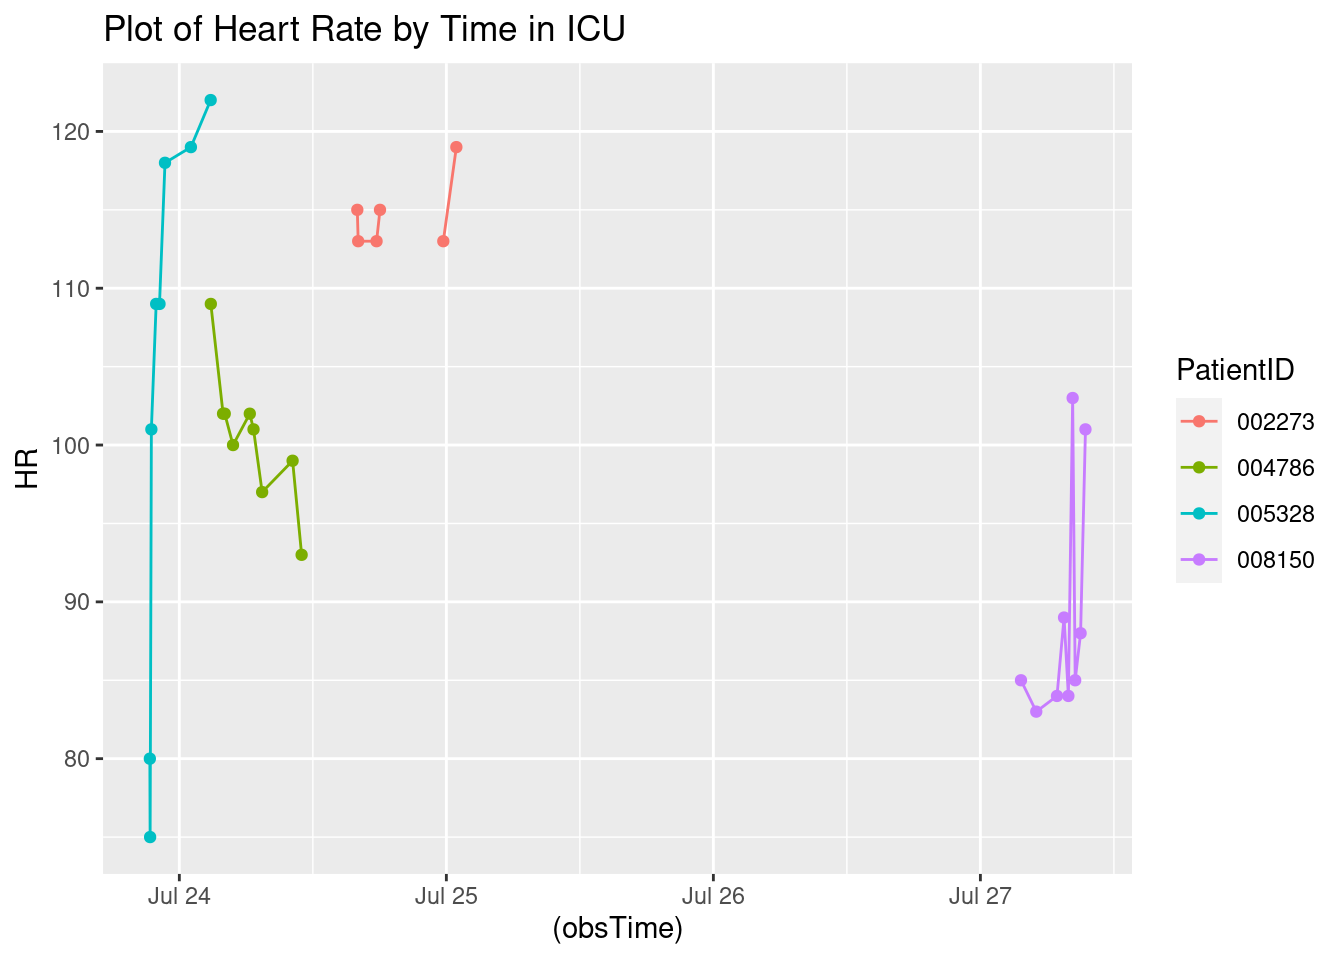 Plot of Heart Rate by Time in ICU
120
110
100
90
80
HR
Jul 24
Jul 25
Jul 26
Jul 27
(obsTime)
PatientID
002273
004786
005328
008150